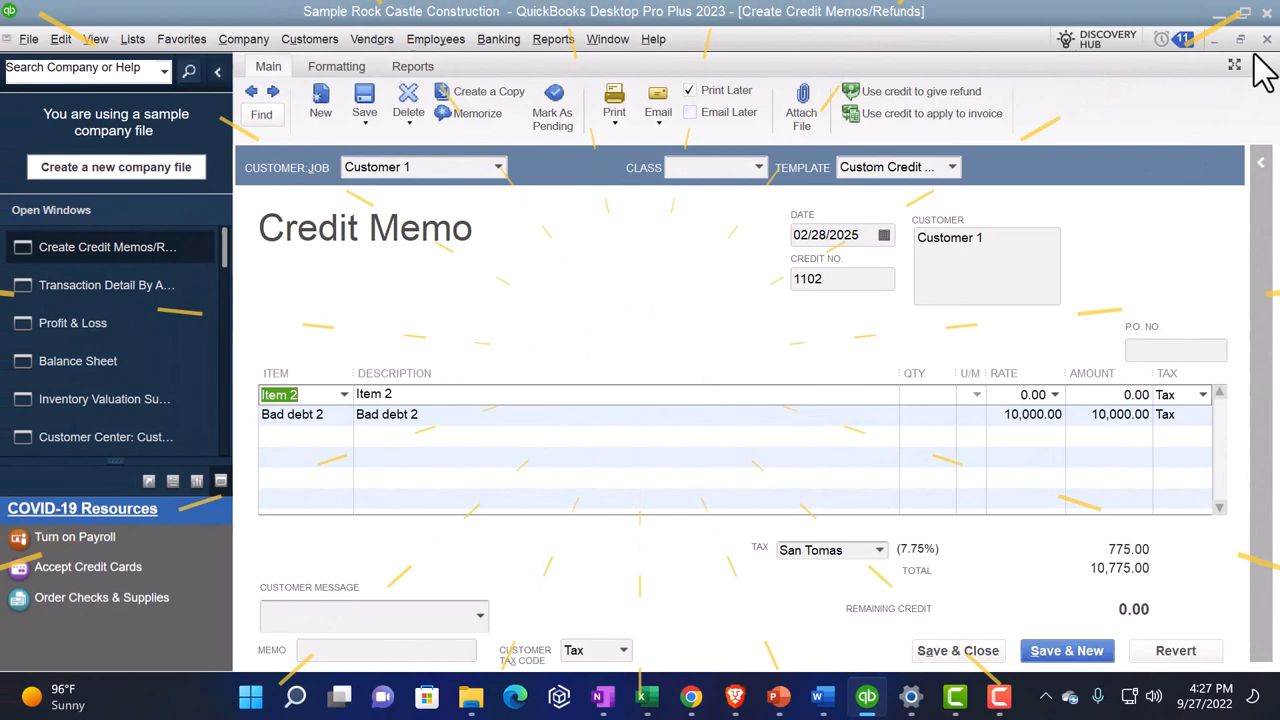 qb Sample Rock Castle Construction - QuickBooks Desktop Pro Plus 2023 - [Create Credit Memos/Refunds]
File Edit View Lists Favorites Company Customers Vendors Employees Banking Reports Window Help
DISCOVERY
HUB
11
Search Company or Help
You are using a sample
company file
Create a new company file
Open Windows
Create Credit Memos/R...
Transaction Detail By A...
Profit & Loss
Balance Sheet
Inventory Valuation Su...
Customer Center: Cust...
COVID-19 Resources
Turn on Payroll
Accept Credit Cards
Order Checks & Supplies
Main Formatting Reports
Find
New
Save
Delete
Create a Copy
Memorize
Mark As
Pending
Print
Email
Print Later
Email Later
Attach
File
Use credit to give refund
Use credit to apply to invoice
CUSTOMER:JOB Customer 1 CLASS TEMPLATE Custom Credit ...
Credit Memo
DATE
02/28/2025
CREDIT NO.
1102
CUSTOMER
Customer 1
P.O. NO.
ITEM DESCRIPTION QTY U/M RATE AMOUNT TAX
Item 2 Item 2 0.00 0.00 Tax
Bad debt 2 Bad debt 2 10,000.00 10,000.00 Tax
TAX San Tomas (7.75%) 775.00
TOTAL 10,775.00
CUSTOMER MESSAGE
REMAINING CREDIT 0.00
MEMO
CUSTOMER
TAX CODE
Tax
Save & Close Save & New Revert
96°F
Sunny
4:27 PM
9/27/2022